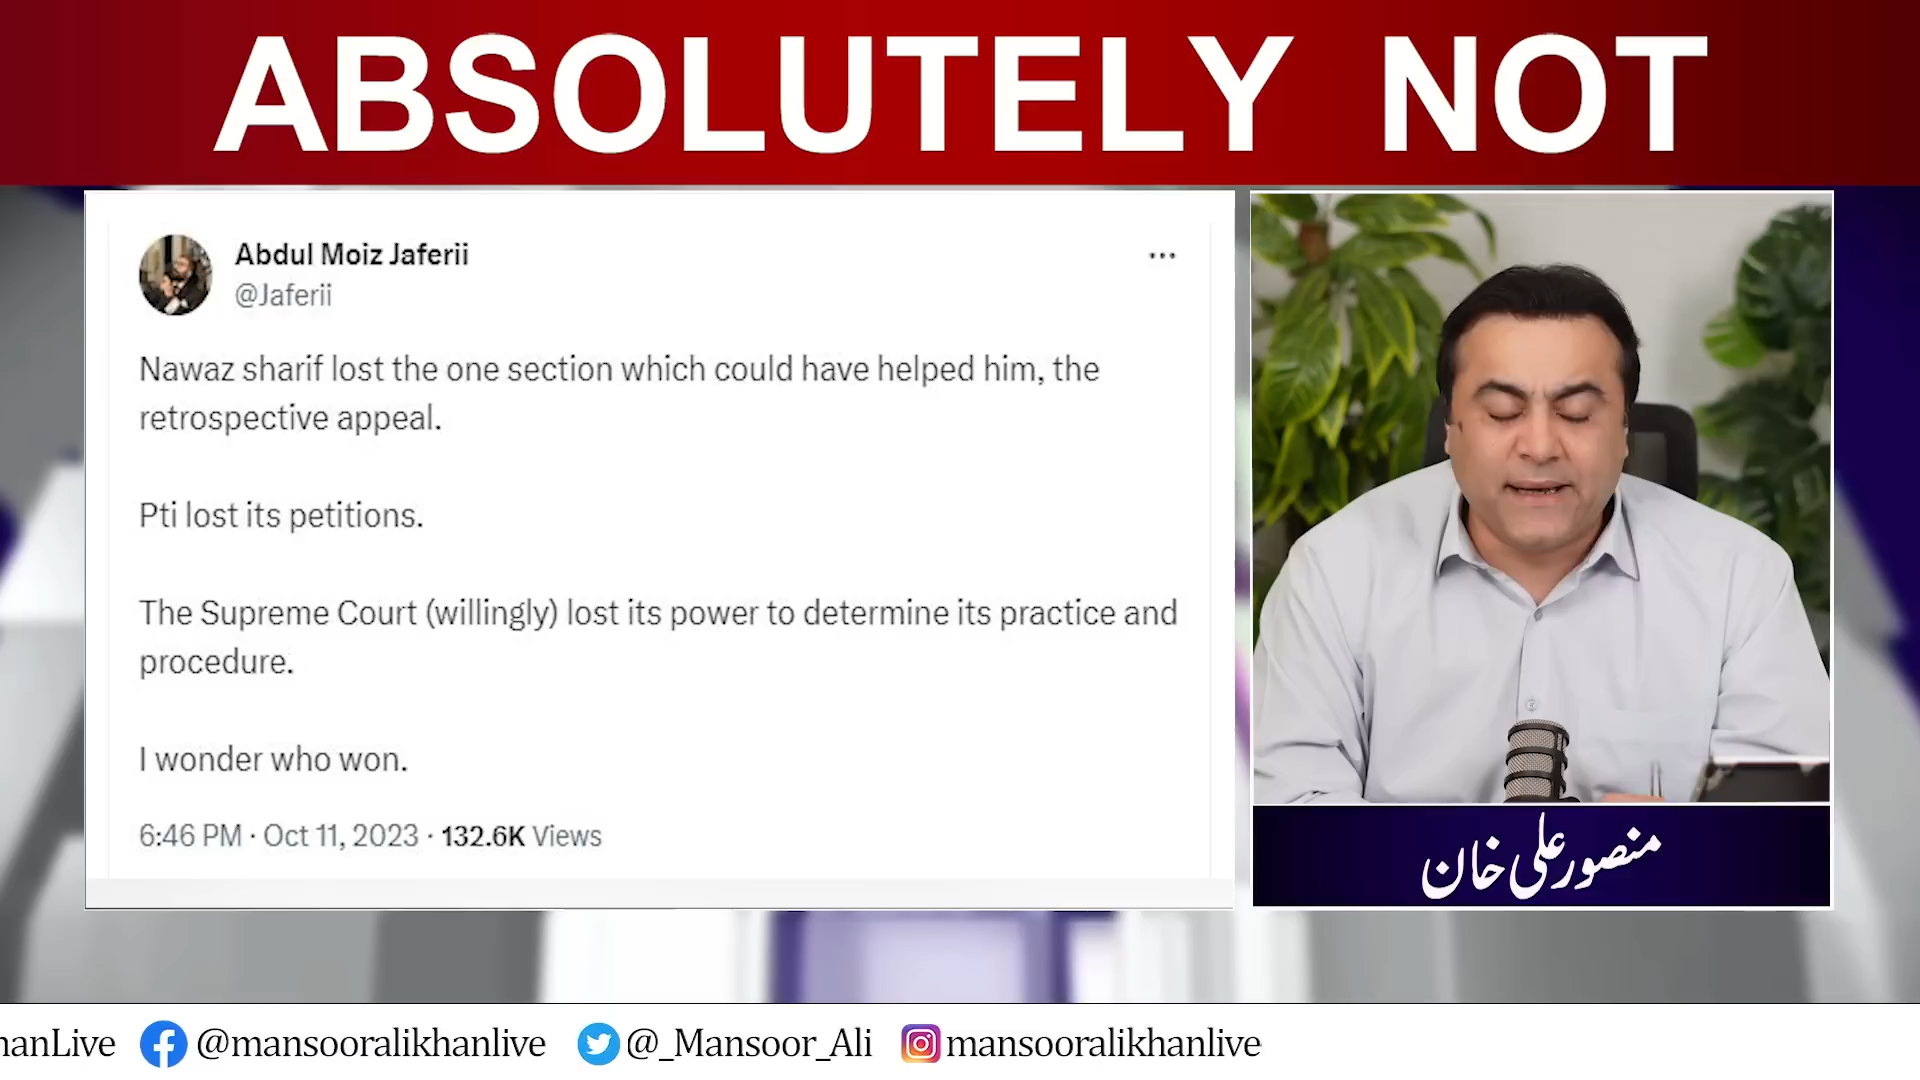 ABSOLUTELY NOT
Abdul Moiz Jaferii
@Jaferii
Nawaz sharif lost the one section which could have helped him, the
retrospective appeal.
Pti lost its petitions.
The Supreme Court (willingly) lost its power to determine its practice and
procedure.
I wonder who won.
6:46 PM · Oct 11, 2023 · 132.6K Views
منصور علی خان
hanLive @mansooralikhanlive @_Mansoor_Ali mansooralikhanlive